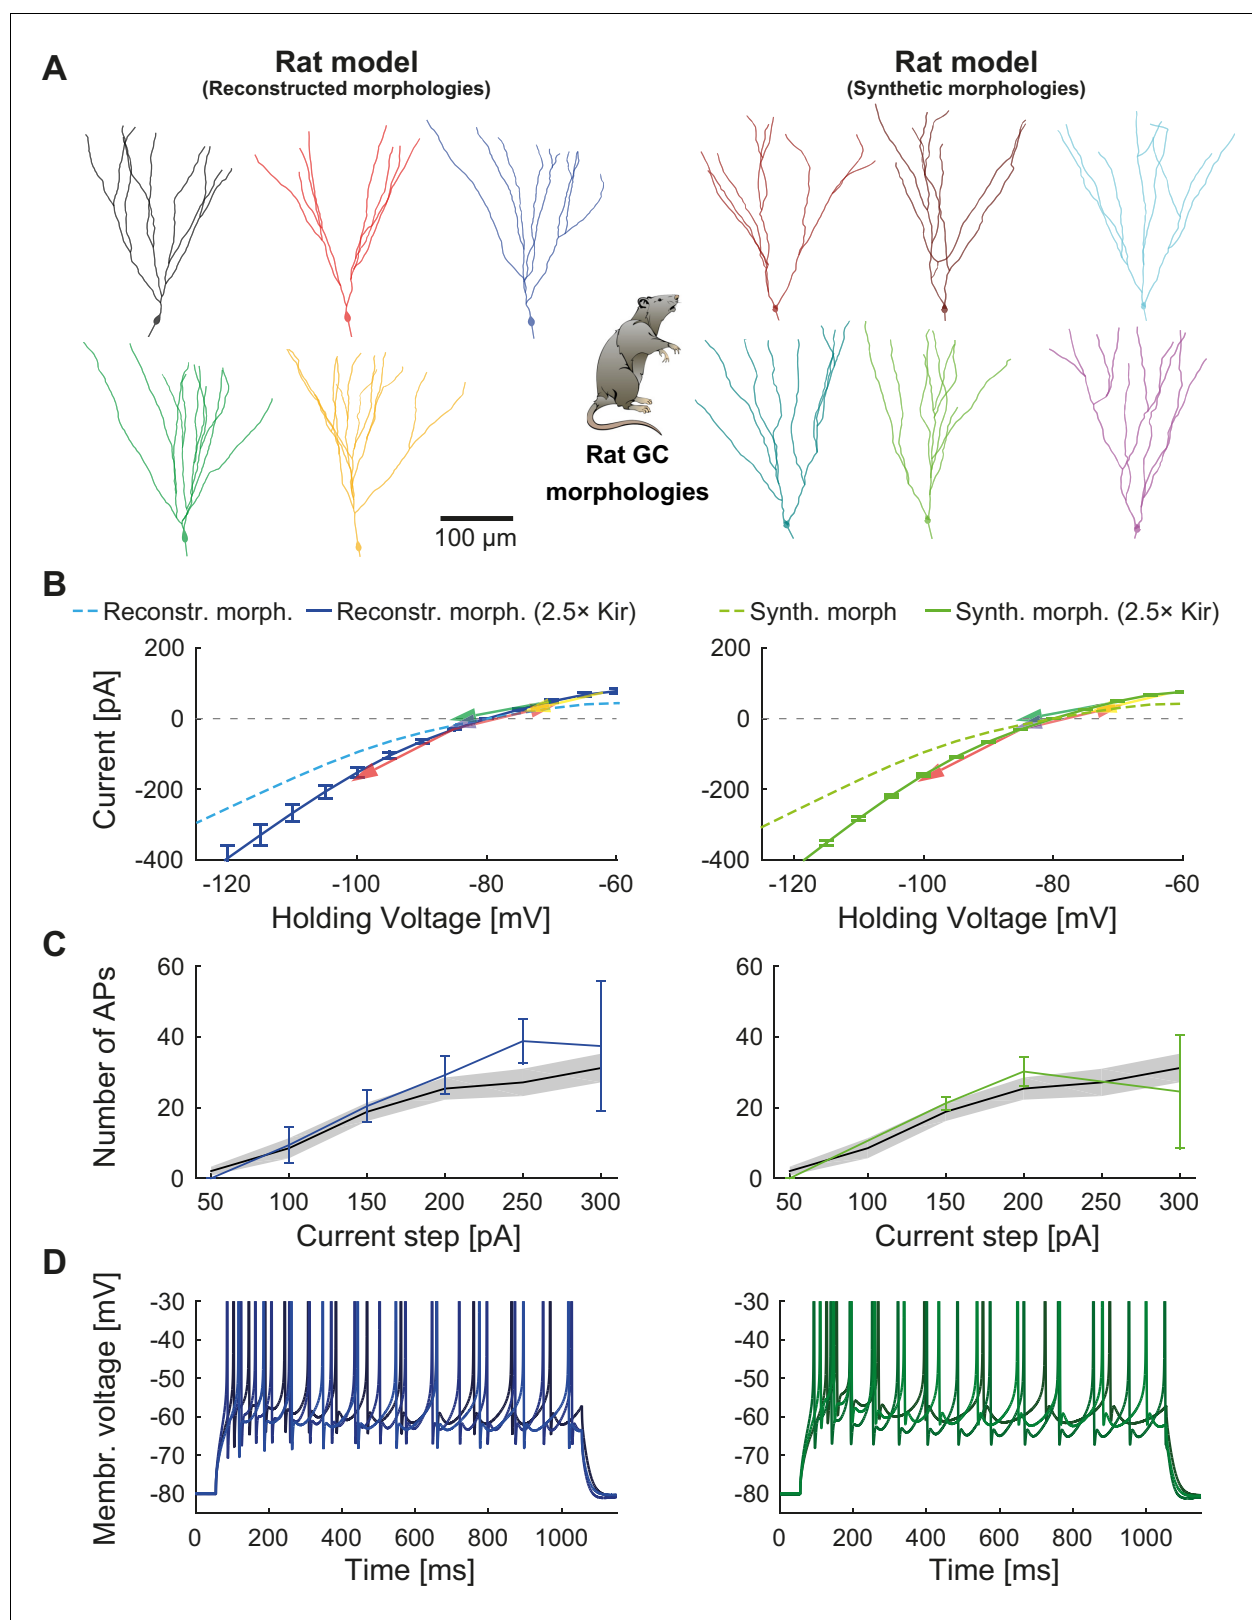 A
Rat model
(Reconstructed morphologies)
Rat model
(Synthetic morphologies)
Rat GC
morphologies
100 µm
B
Reconstr. morph.
Reconstr. morph. (2.5× Kir)
Synth. morph
Synth. morph. (2.5× Kir)
Current [pA]
200
0
-200
-400
-120
-100
-80
-60
Holding Voltage [mV]
200
0
-200
-400
-120
-100
-80
-60
Holding Voltage [mV]
C
Number of APs
60
40
20
0
50
100
150
200
250
300
Current step [pA]
60
40
20
0
50
100
150
200
250
300
Current step [pA]
D
Membr. voltage [mV]
-30
-40
-50
-60
-70
-80
0
200
400
600
800
1000
Time [ms]
-30
-40
-50
-60
-70
-80
0
200
400
600
800
1000
Time [ms]